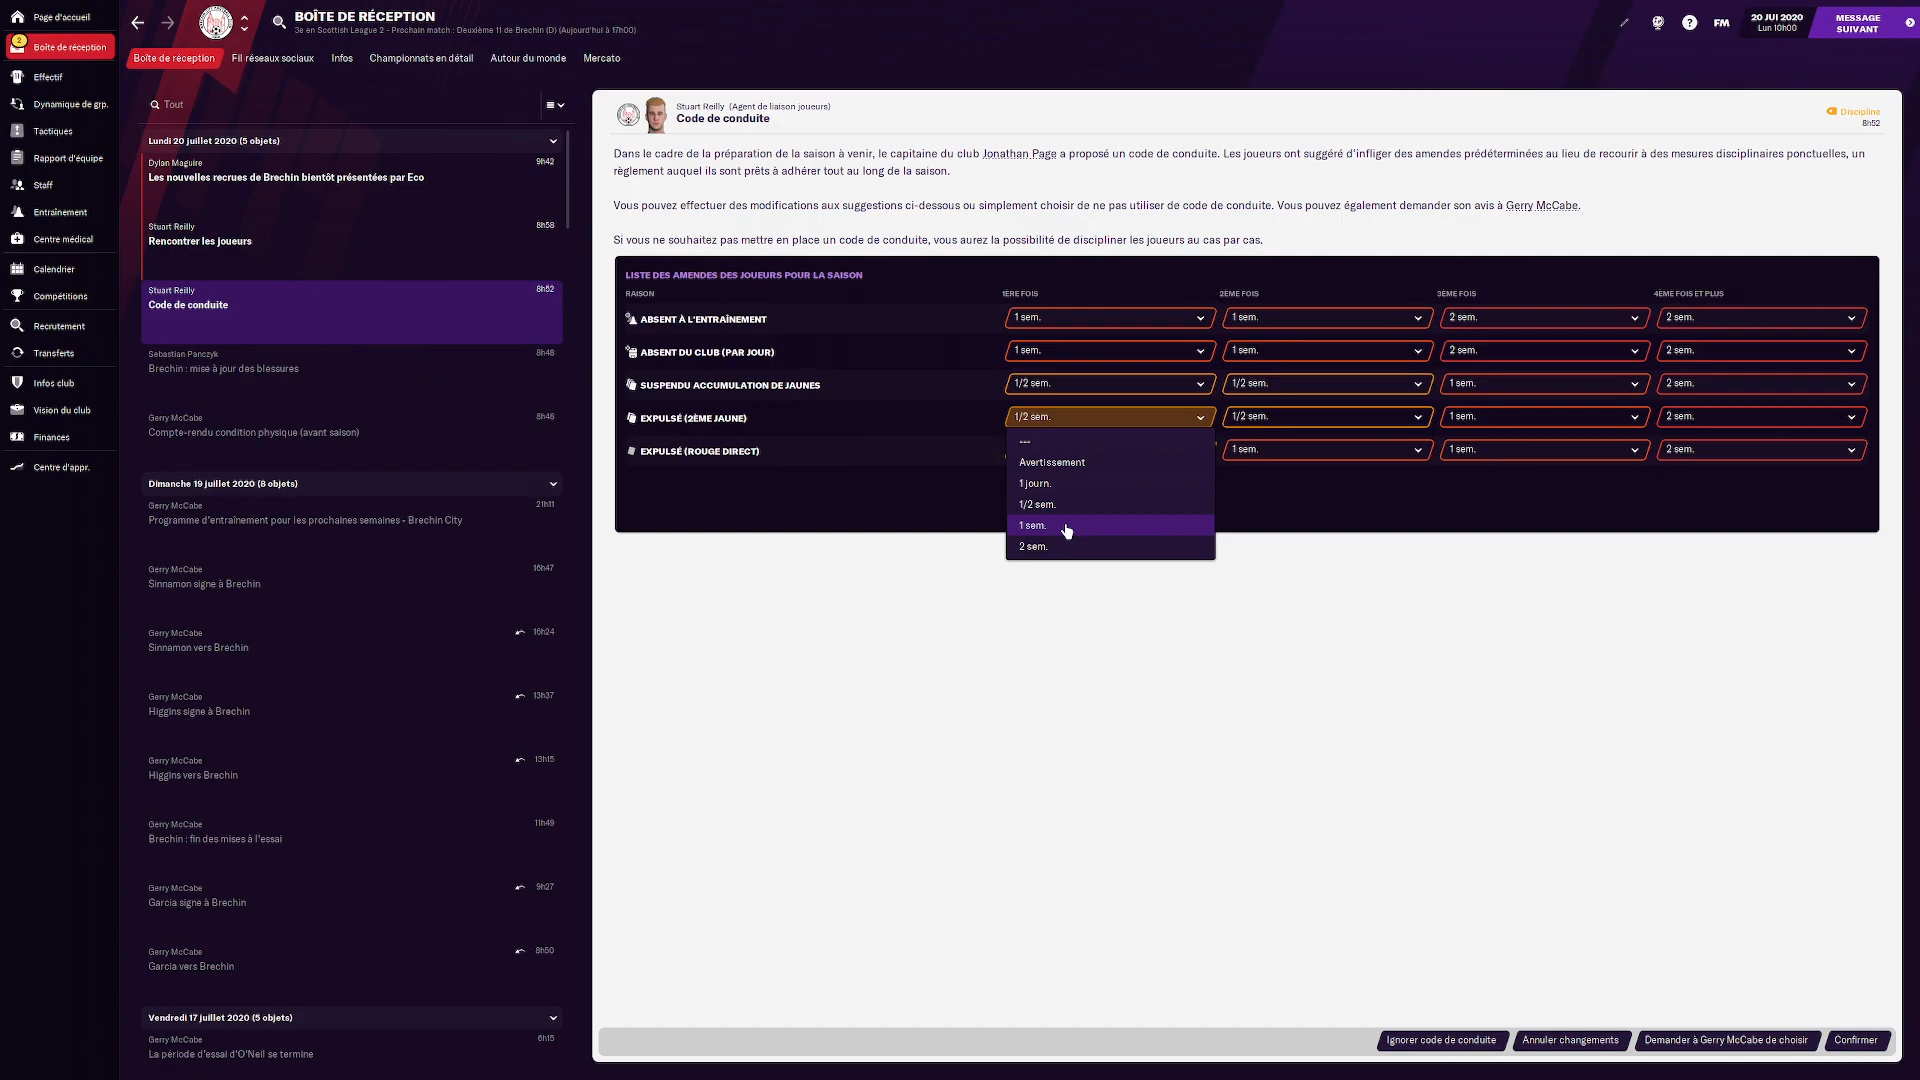 Page d'accueil
2
Boîte de réception
Effectif
Dynamique de grp.
Tactiques
Rapport d'équipe
Staff
Entraînement
Centre médical
Calendrier
Compétitions
Recrutement
Transferts
Infos club
Vision du club
Finances
Centre d'appr.
BOÎTE DE RÉCEPTION
3e en Scottish League 2 - Prochain match : Deuxième 11 de Brechin (D) (Aujourd'hui à 17h00)
FM
20 JUI 2020
Lun 10h00
MESSAGE
SUIVANT
Boîte de réception
Fil réseaux sociaux
Infos
Championnats en détail
Autour du monde
Mercato
Tout
Lundi 20 juillet 2020 (5 objets)
Dylan Maguire 9h42
Les nouvelles recrues de Brechin bientôt présentées par Eco
Stuart Reilly 8h58
Rencontrer les joueurs
Stuart Reilly 8h52
Code de conduite
Sebastian Panczyk 8h48
Brechin : mise à jour des blessures
Gerry McCabe 8h46
Compte-rendu condition physique (avant saison)
Dimanche 19 juillet 2020 (8 objets)
Gerry McCabe 21h11
Programme d'entraînement pour les prochaines semaines - Brechin City
Gerry McCabe 16h47
Sinnamon signe à Brechin
Gerry McCabe 16h24
Sinnamon vers Brechin
Gerry McCabe 13h37
Higgins signe à Brechin
Gerry McCabe 13h15
Higgins vers Brechin
Gerry McCabe 11h49
Brechin : fin des mises à l'essai
Gerry McCabe 9h27
Garcia signe à Brechin
Gerry McCabe 8h50
Garcia vers Brechin
Vendredi 17 juillet 2020 (5 objets)
Gerry McCabe 6h15
La période d'essai d'O'Neil se termine
Stuart Reilly (Agent de liaison joueurs)
Code de conduite
Discipline
8h52
Dans le cadre de la préparation de la saison à venir, le capitaine du club Jonathan Page a proposé un code de conduite. Les joueurs ont suggéré d'infliger des amendes prédéterminées au lieu de recourir à des mesures disciplinaires ponctuelles, un
règlement auquel ils sont prêts à adhérer tout au long de la saison.
Vous pouvez effectuer des modifications aux suggestions ci-dessous ou simplement choisir de ne pas utiliser de code de conduite. Vous pouvez également demander son avis à Gerry McCabe.
Si vous ne souhaitez pas mettre en place un code de conduite, vous aurez la possibilité de discipliner les joueurs au cas par cas.
LISTE DES AMENDES DES JOUEURS POUR LA SAISON
RAISON 1ÈRE FOIS 2ÈME FOIS 3ÈME FOIS 4ÈME FOIS ET PLUS
ABSENT À L'ENTRAÎNEMENT 1 sem. 1 sem. 2 sem. 2 sem.
ABSENT DU CLUB (PAR JOUR) 1 sem. 1 sem. 2 sem. 2 sem.
SUSPENDU ACCUMULATION DE JAUNES 1/2 sem. 1/2 sem. 1 sem. 2 sem.
EXPULSÉ (2ÈME JAUNE) 1/2 sem. 1/2 sem. 1 sem. 2 sem.
EXPULSÉ (ROUGE DIRECT) 1 sem. 1 sem. 2 sem.
---
Avertissement
1 journ.
1/2 sem.
1 sem.
2 sem.
Ignorer code de conduite
Annuler changements
Demander à Gerry McCabe de choisir
Confirmer